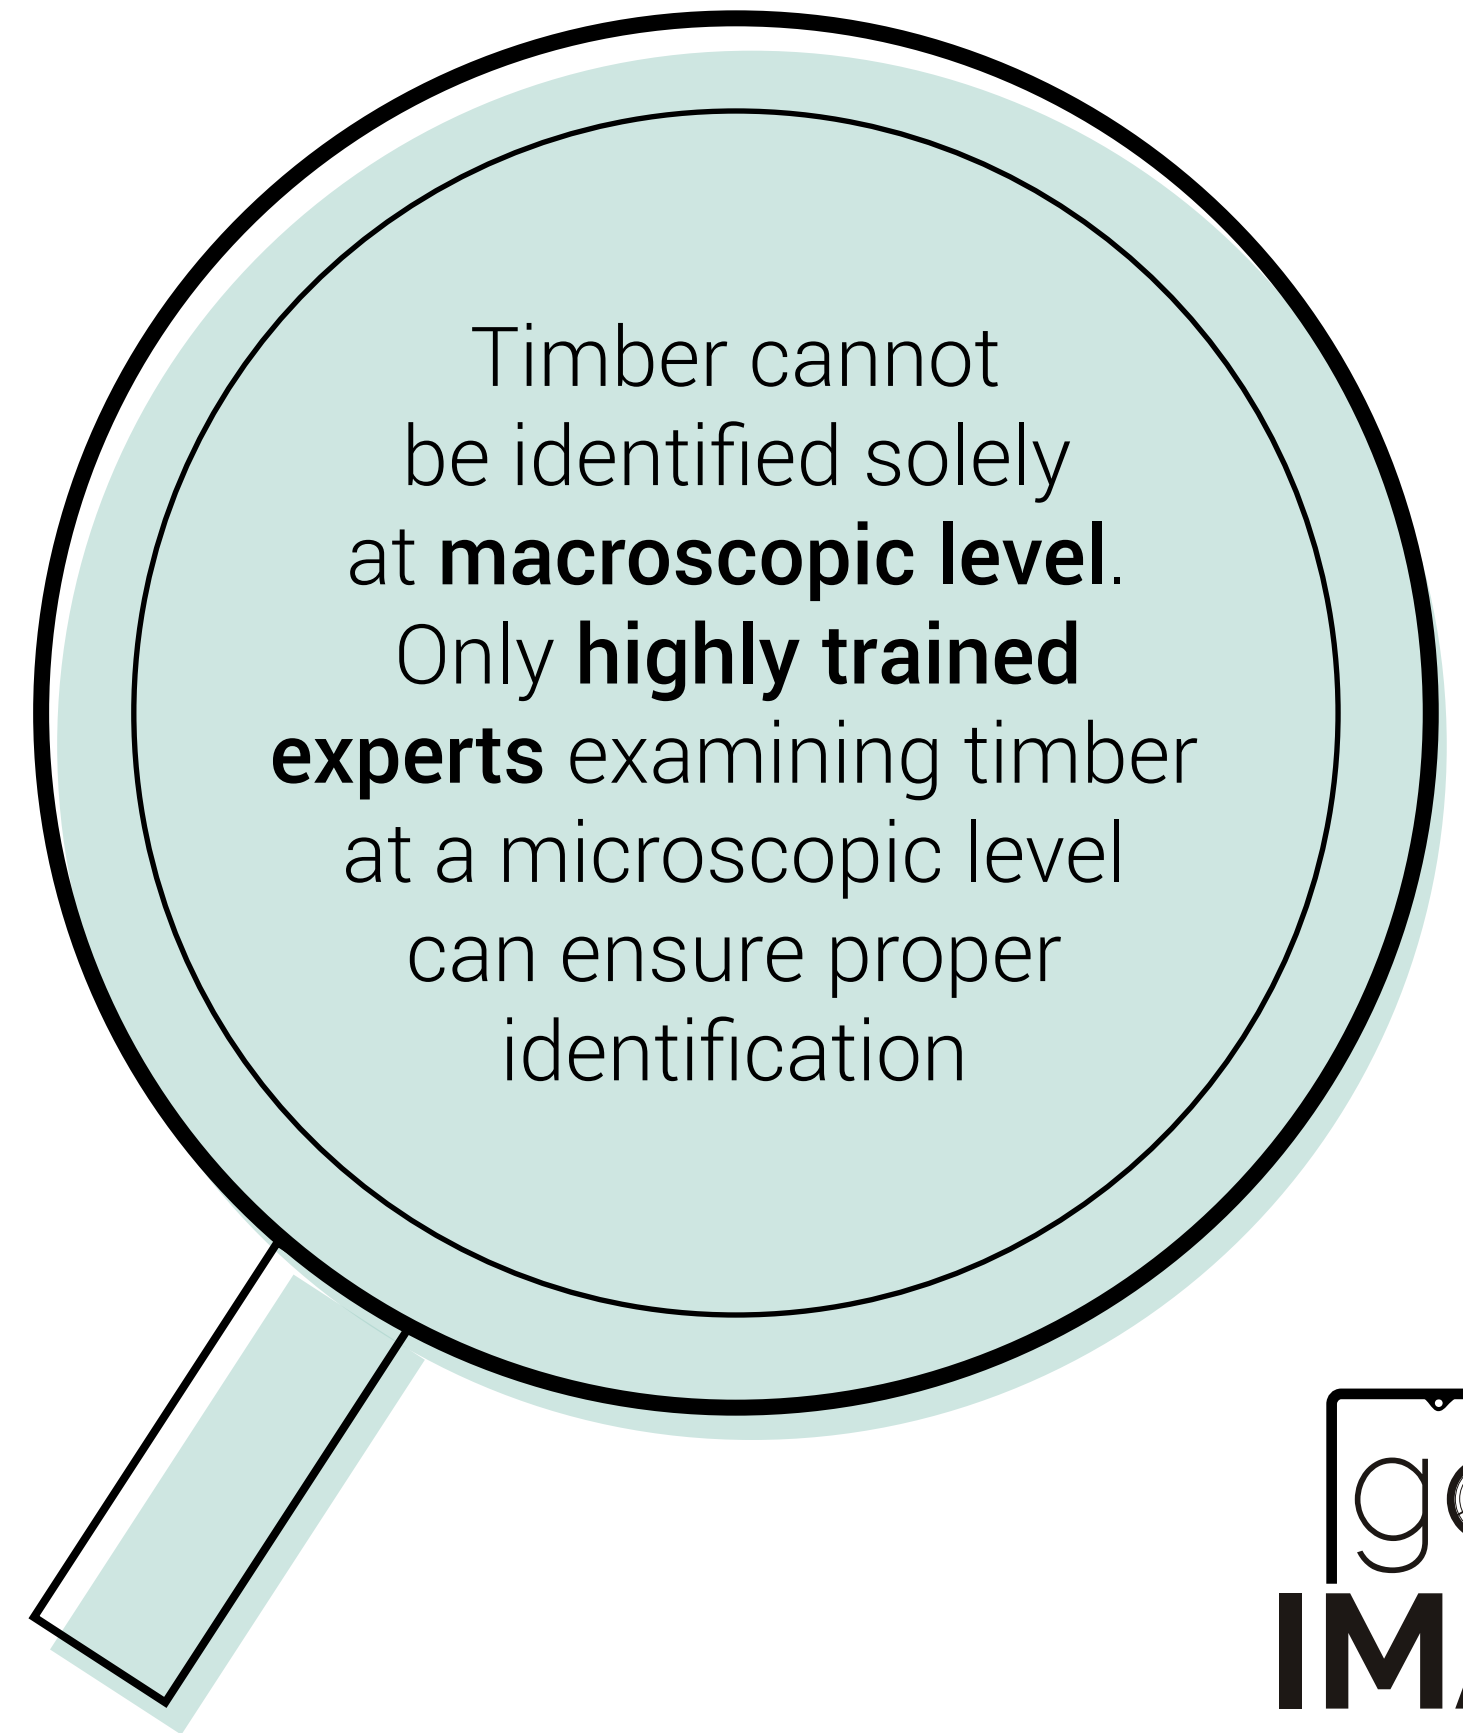 Timber cannot
be identified solely
at macroscopic level.
Only highly trained
experts examining timber
at a microscopic level
can ensure proper
identification